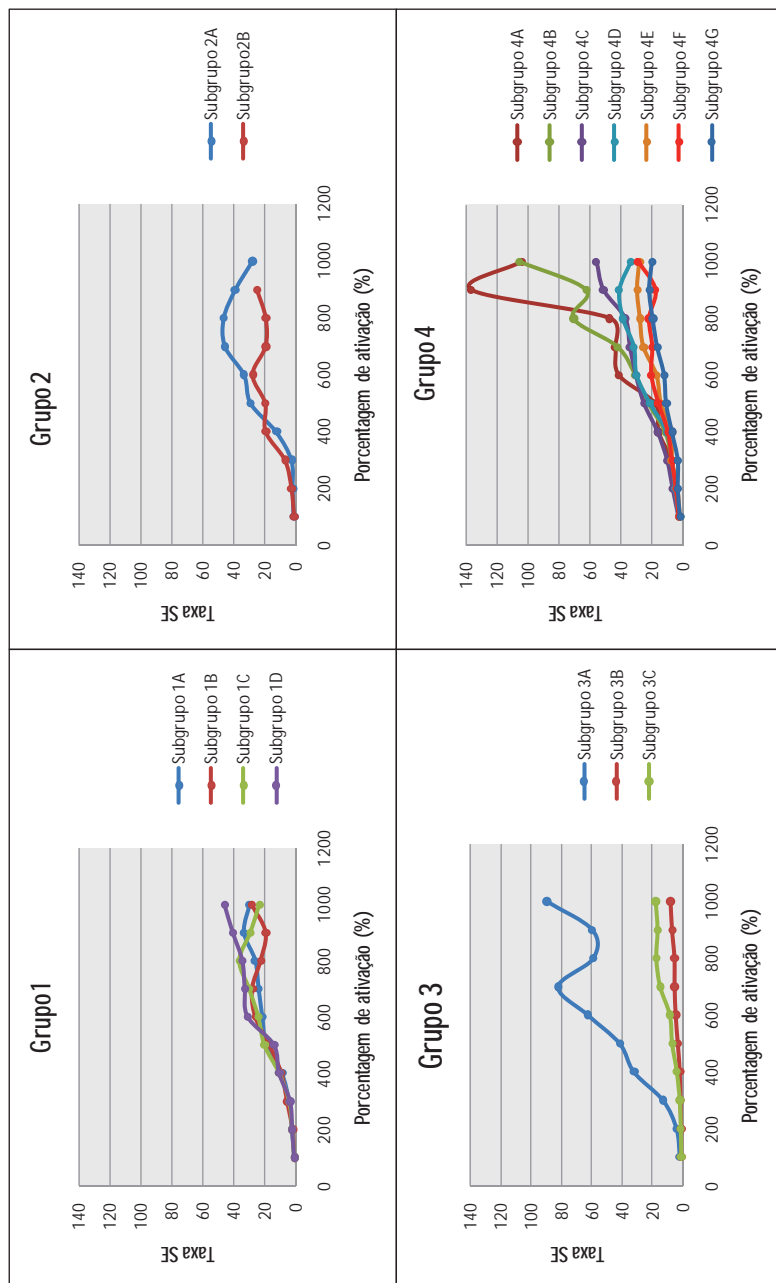 Grupo1
Taxa SE
140
120
100
80
60
40
20
0
0
200
400
600
800
1000
1200
Porcentagem de ativação (%)
Subgrupo 1A
Subgrupo 1B
Subgrupo 1C
Subgrupo 1D
Grupo 2
Taxa SE
140
120
100
80
60
40
20
0
0
200
400
600
800
1000
1200
Porcentagem de ativação (%)
Subgrupo 2A
Subgrupo2B
Grupo 3
Taxa SE
140
120
100
80
60
40
20
0
0
200
400
600
800
1000
1200
Porcentagem de ativação (%)
Subgrupo 3A
Subgrupo 3B
Subgrupo 3C
Grupo 4
Taxa SE
140
120
100
80
60
40
20
0
0
200
400
600
800
1000
1200
Porcentagem de ativação (%)
Subgrupo 4A
Subgrupo 4B
Subgrupo 4C
Subgrupo 4D
Subgrupo 4E
Subgrupo 4F
Subgrupo 4G